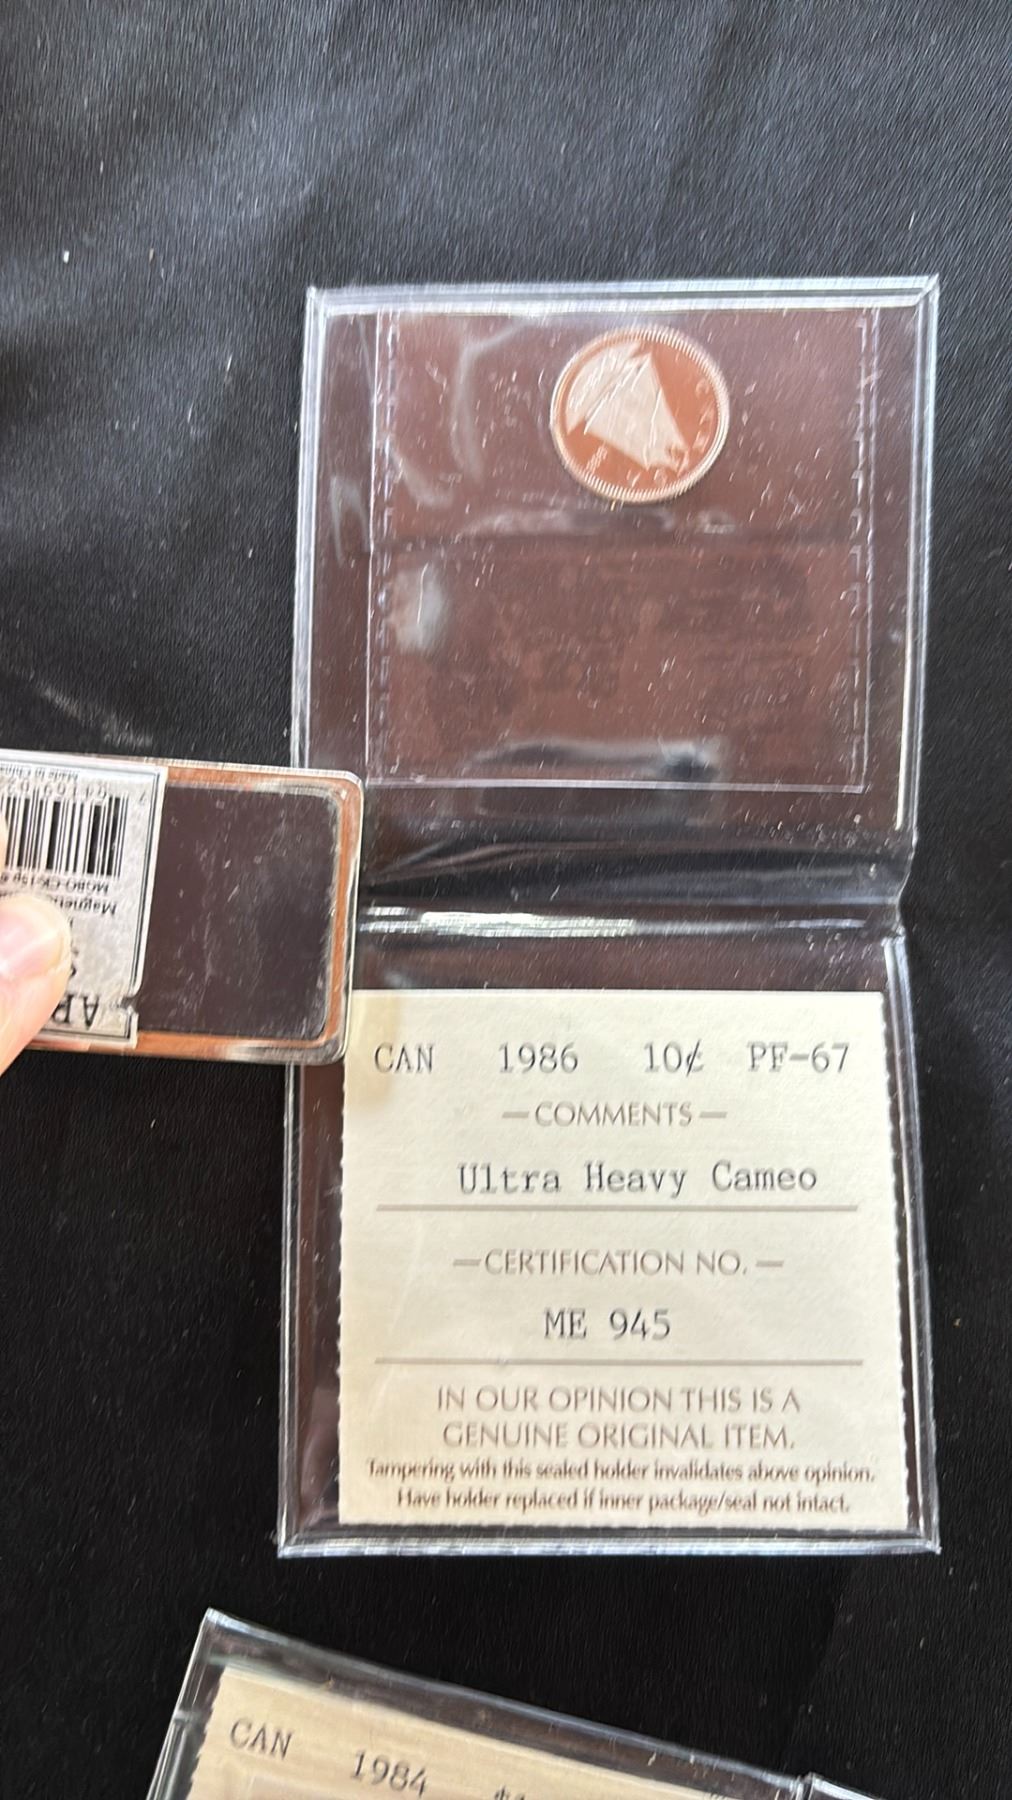 CAN 1986 10¢ PF-67
—COMMENTS—
Ultra Heavy Cameo
—CERTIFICATION NO.—
ME 945
IN OUR OPINION THIS IS A
GENUINE ORIGINAL ITEM.
Tampering with this sealed holder invalidates above opinion.
Have holder replaced if inner package/seal not intact.
CAN 1984